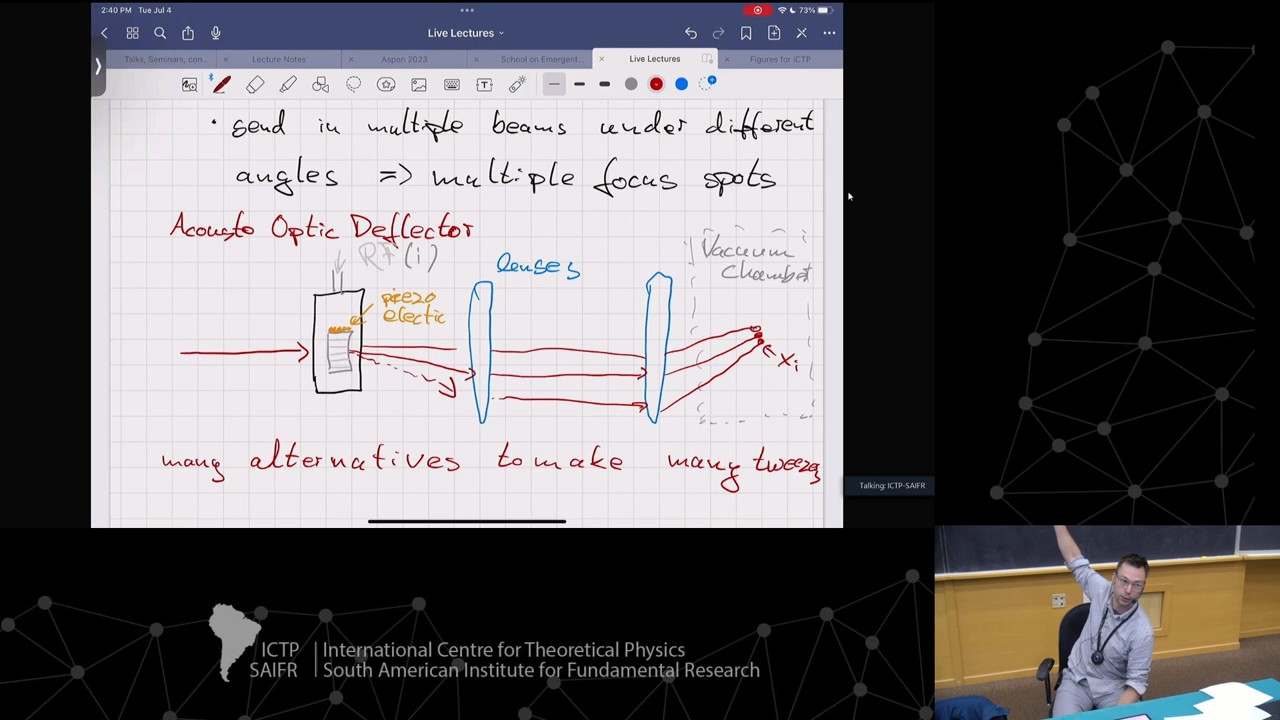 2:40 PM Tue Jul 4
73%
Live Lectures
Talks, Seminars, con...
Lecture Notes
Aspen 2023
School on Emergent...
Live Lectures
Figures for iCTP
• send in multiple beams under different
angles => multiple focus spots
Acousto Optic Deflector
RF (i)
lenses
Vacuum
Chamber
piezo
electic
xi
many alternatives to make many tweezers
Talking: ICTP-SAIFR
ICTP
SAIFR
International Centre for Theoretical Physics
South American Institute for Fundamental Research